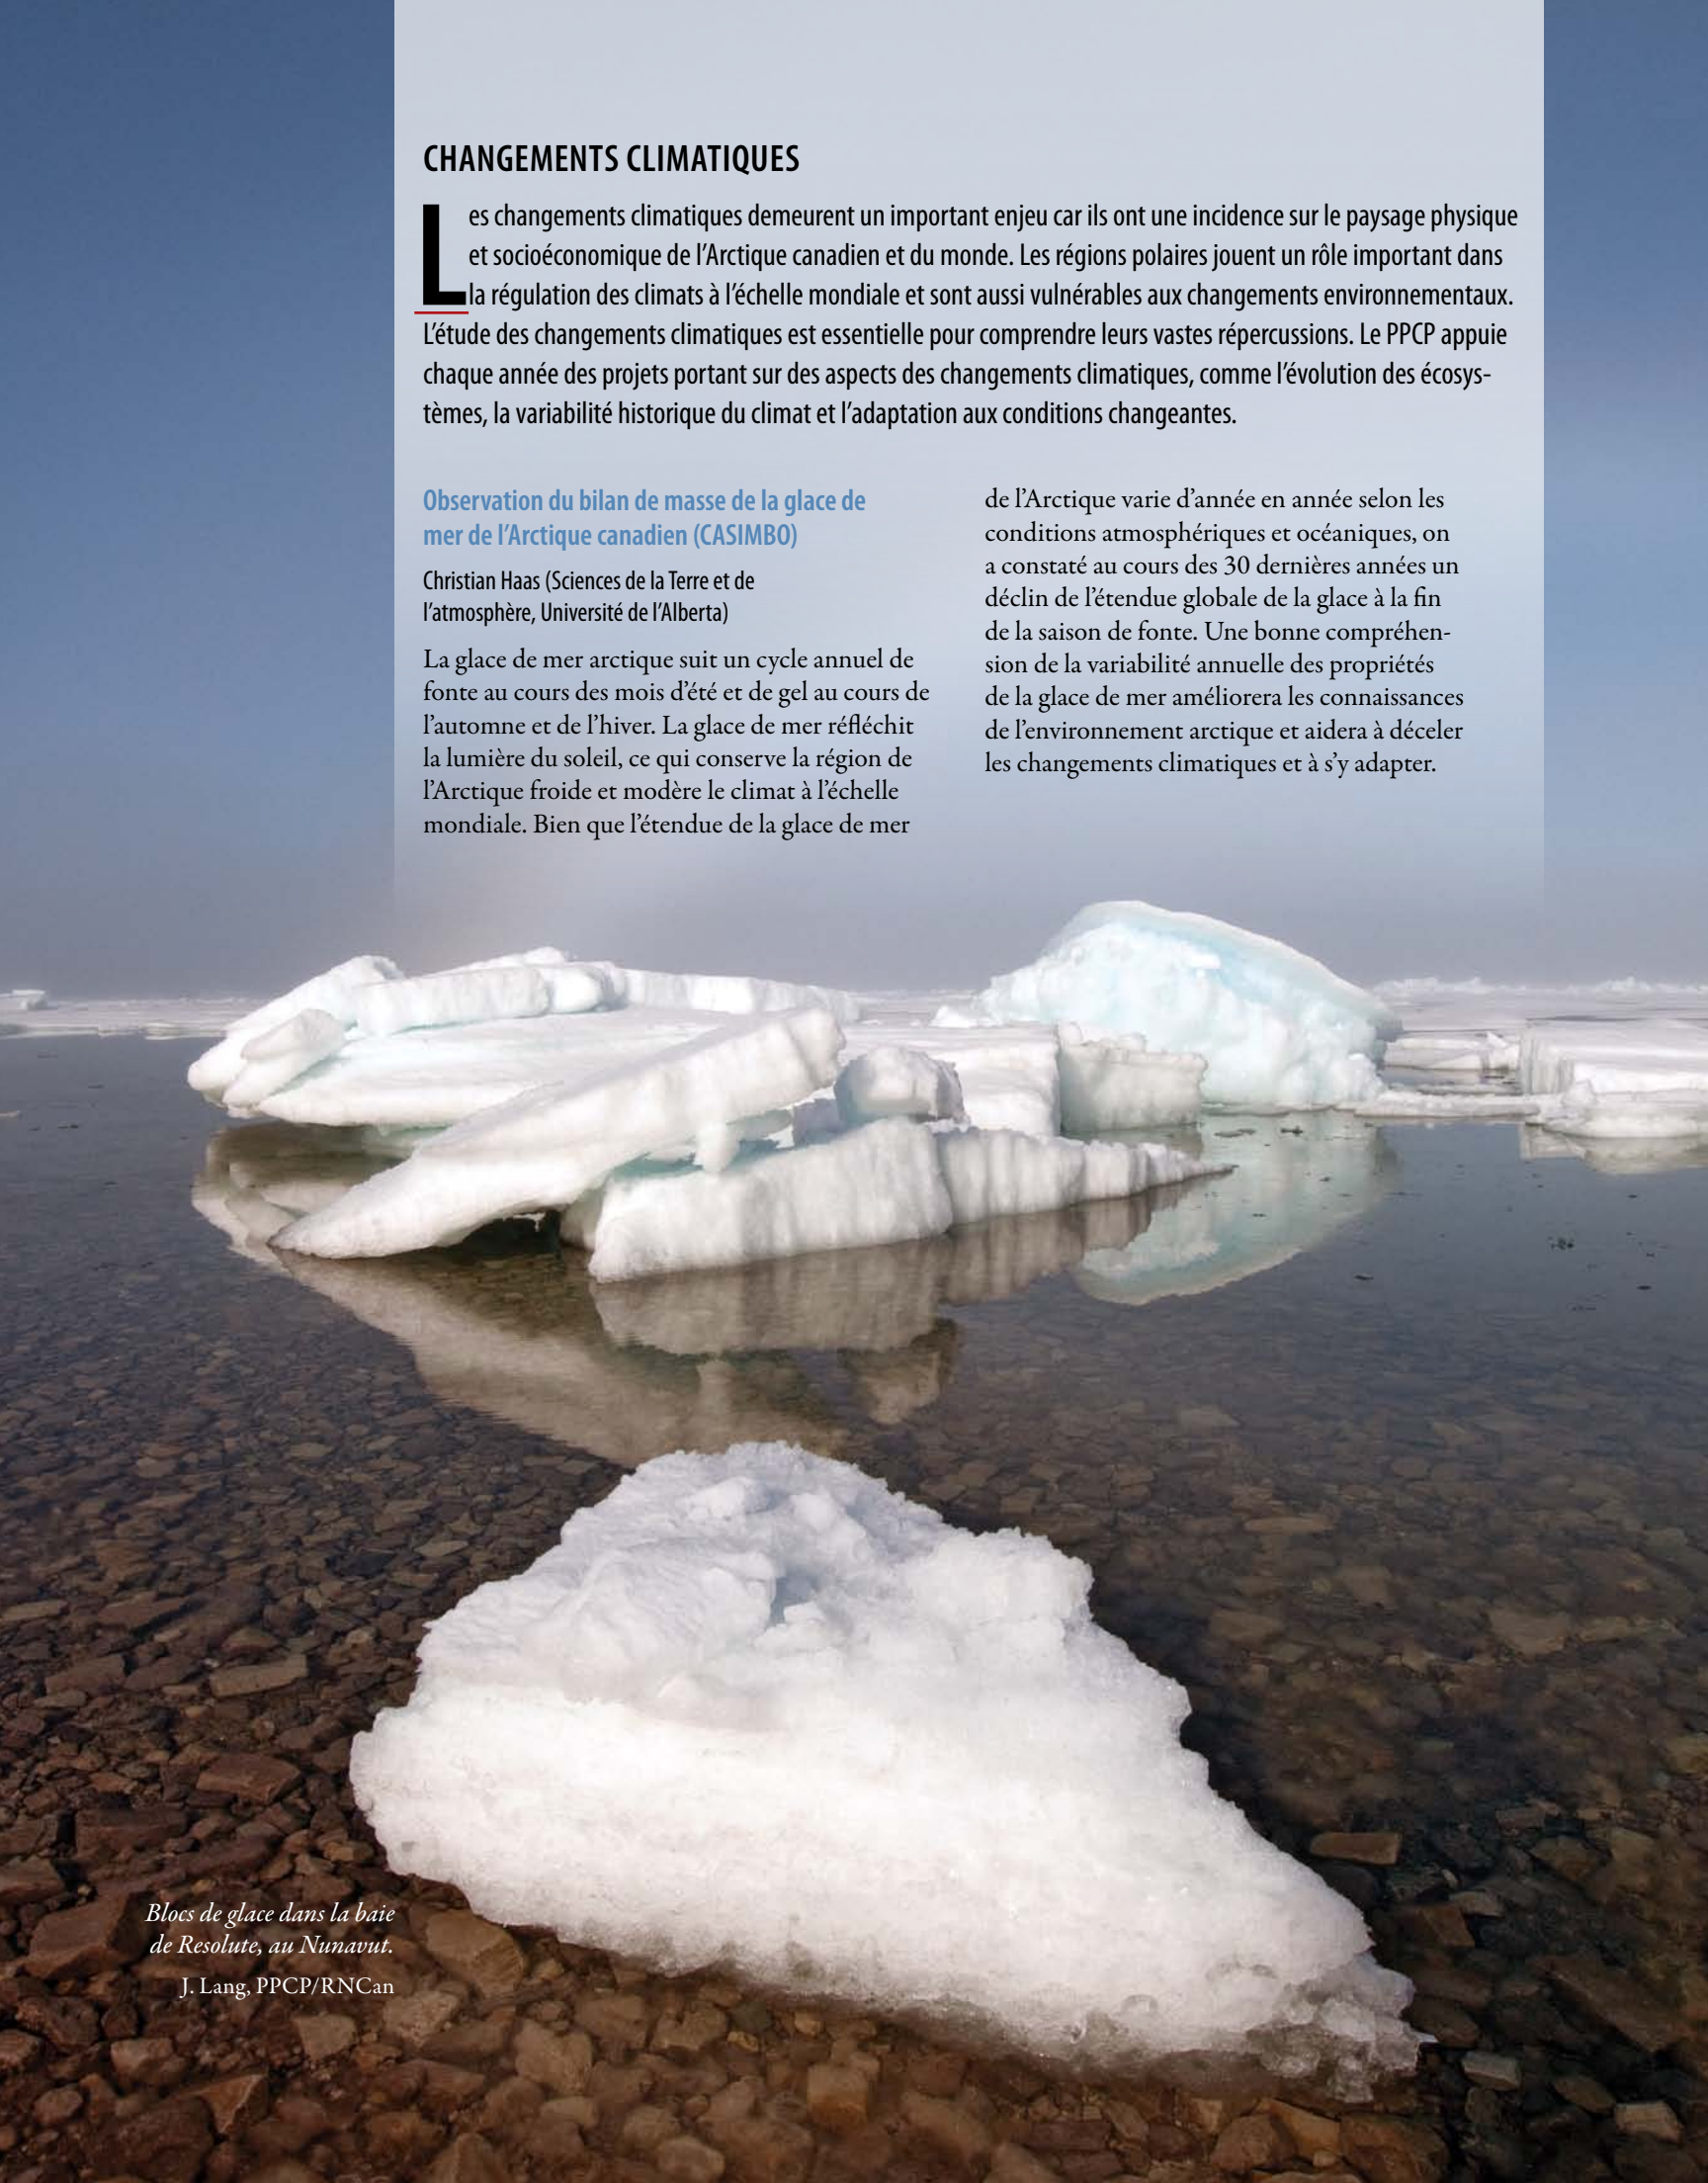 CHANGEMENTS CLIMATIQUES
Les changements climatiques demeurent un important enjeu car ils ont une incidence sur le paysage physique
et socioéconomique de l’Arctique canadien et du monde. Les régions polaires jouent un rôle important dans
la régulation des climats à l’échelle mondiale et sont aussi vulnérables aux changements environnementaux.
L’étude des changements climatiques est essentielle pour comprendre leurs vastes répercussions. Le PPCP appuie
chaque année des projets portant sur des aspects des changements climatiques, comme l’évolution des écosys-
tèmes, la variabilité historique du climat et l’adaptation aux conditions changeantes.
Observation du bilan de masse de la glace de
mer de l’Arctique canadien (CASIMBO)
Christian Haas (Sciences de la Terre et de
l’atmosphère, Université de l’Alberta)
La glace de mer arctique suit un cycle annuel de
fonte au cours des mois d’été et de gel au cours de
l’automne et de l’hiver. La glace de mer réfléchit
la lumière du soleil, ce qui conserve la région de
l’Arctique froide et modère le climat à l’échelle
mondiale. Bien que l’étendue de la glace de mer
de l’Arctique varie d’année en année selon les
conditions atmosphériques et océaniques, on
a constaté au cours des 30 dernières années un
déclin de l’étendue globale de la glace à la fin
de la saison de fonte. Une bonne compréhen-
sion de la variabilité annuelle des propriétés
de la glace de mer améliorera les connaissances
de l’environnement arctique et aidera à déceler
les changements climatiques et à s’y adapter.
Blocs de glace dans la baie
de Resolute, au Nunavut.
J. Lang, PPCP/RNCan